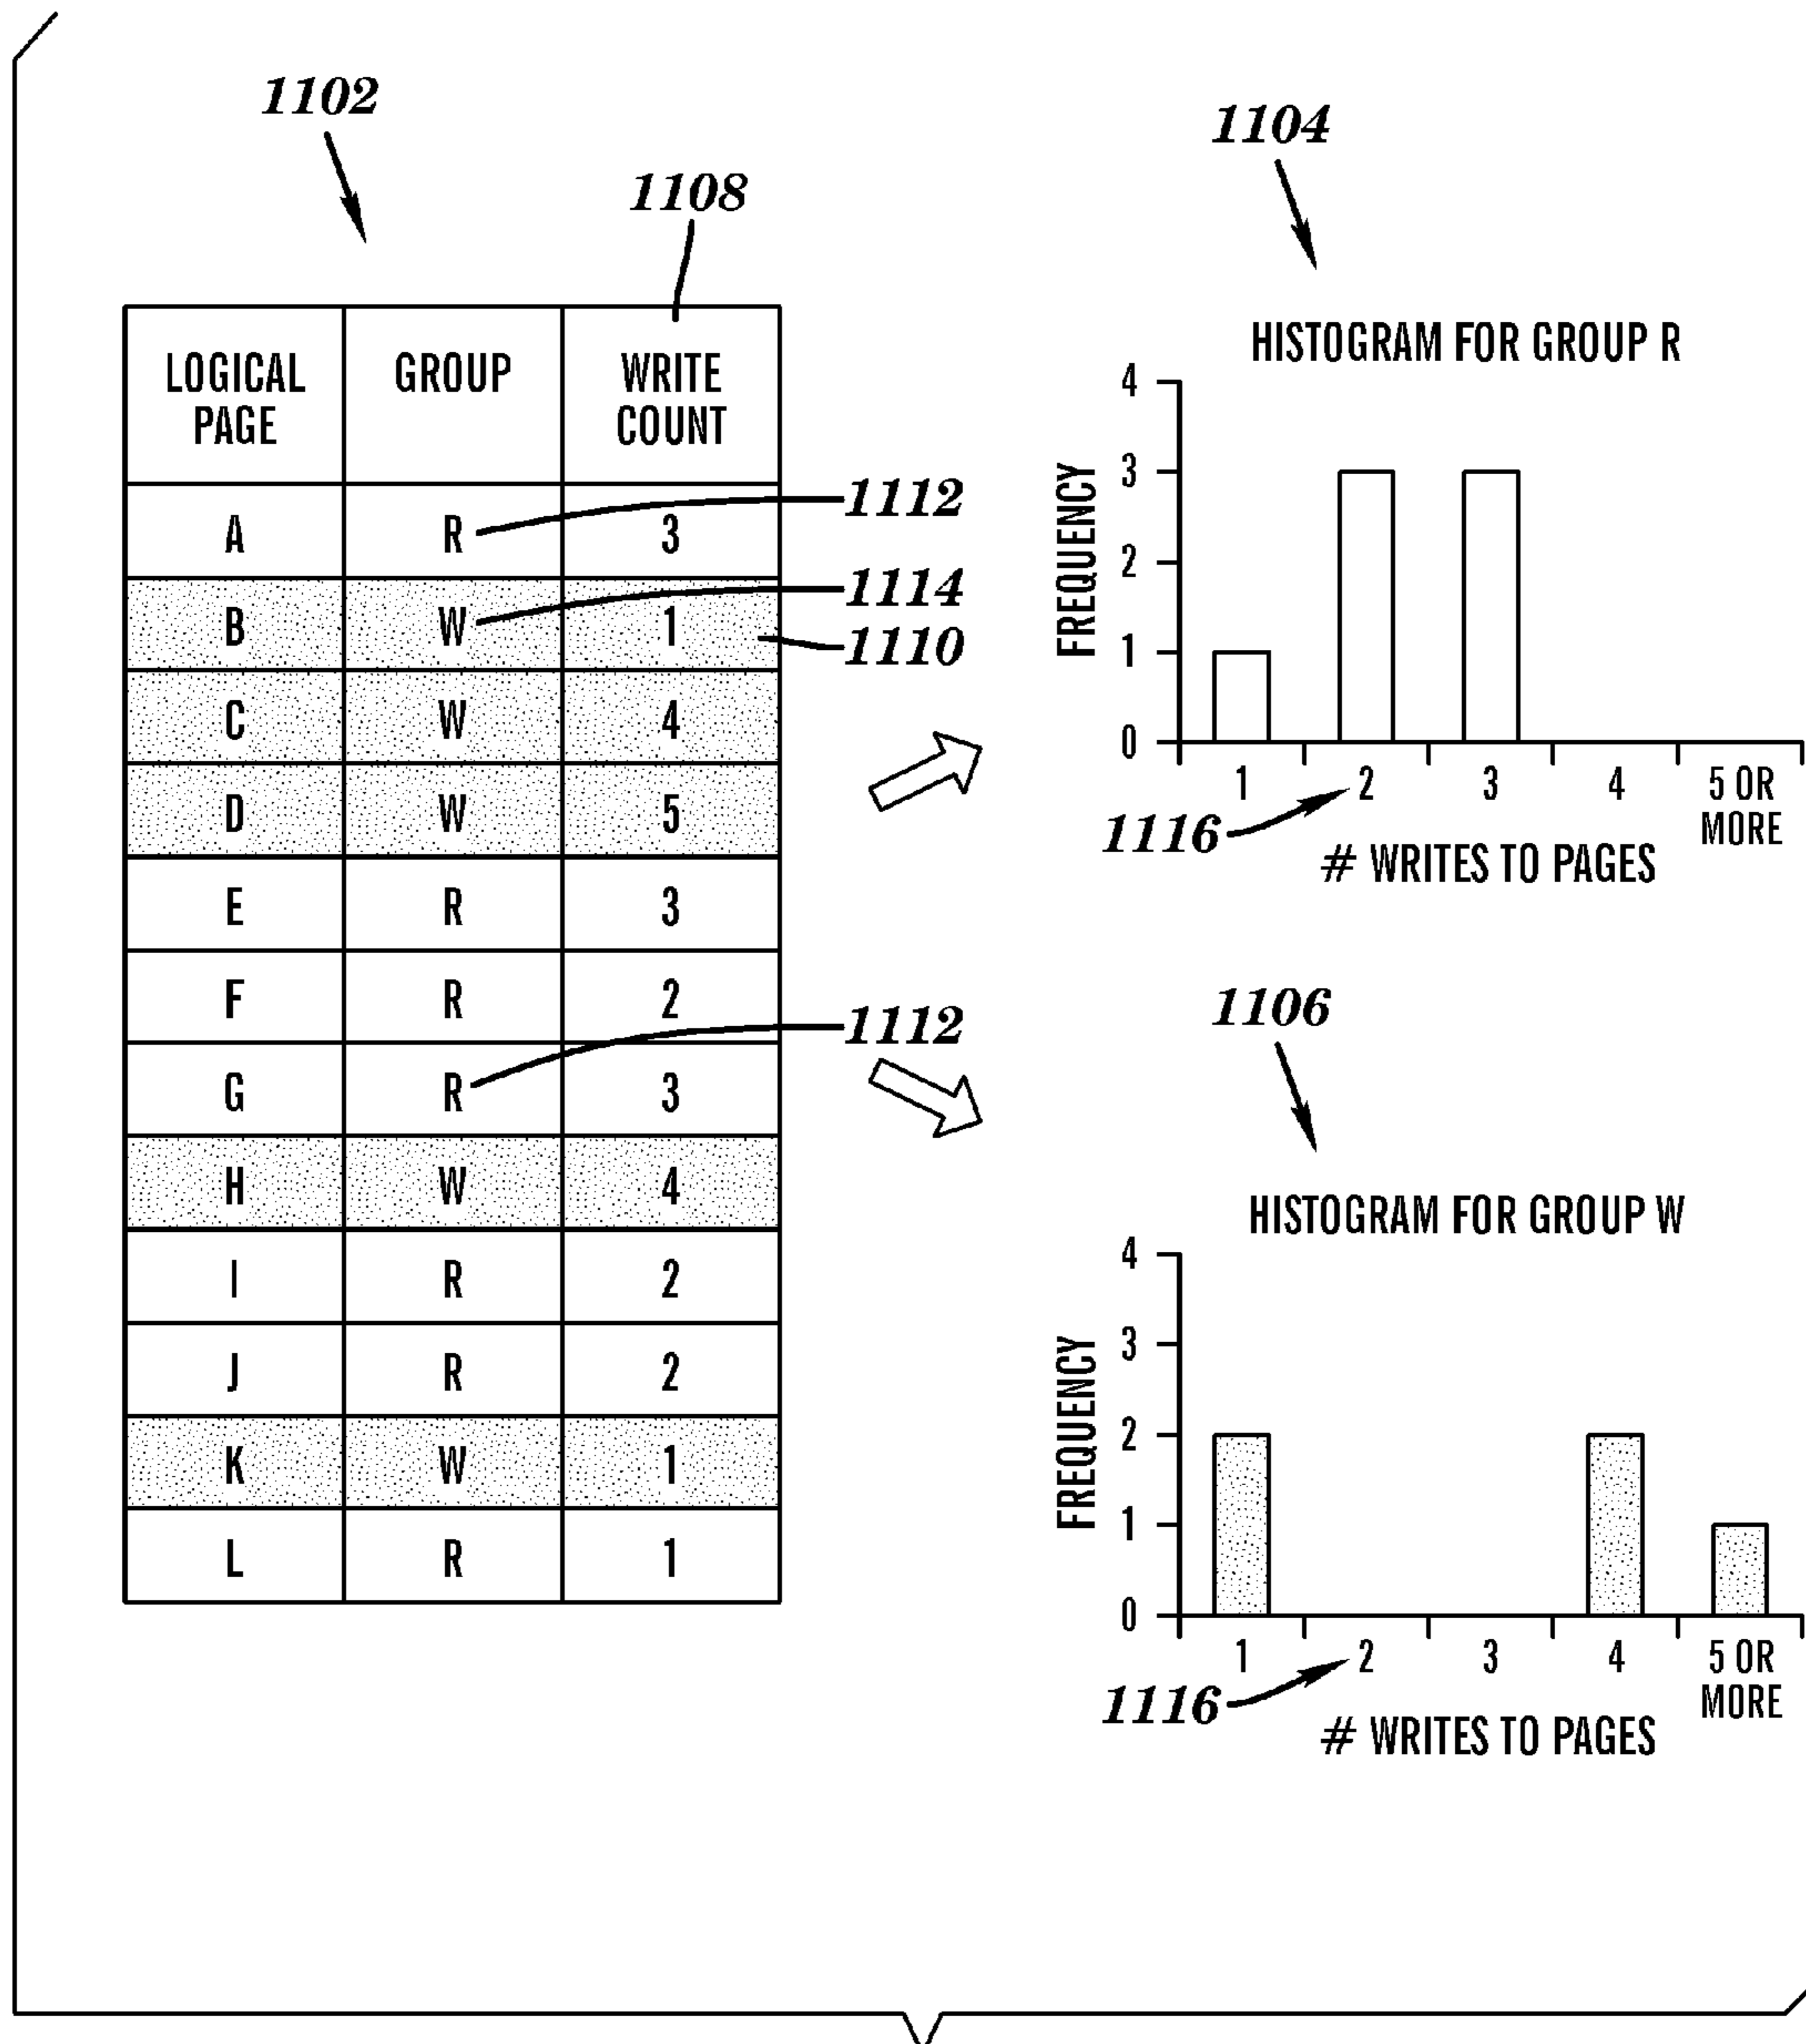 1102
1108
LOGICAL PAGE GROUP WRITE COUNT
A R 3
B W 1
C W 4
D W 5
E R 3
F R 2
G R 3
H W 4
I R 2
J R 2
K W 1
L R 1
1112
1114
1110
1112
1104
HISTOGRAM FOR GROUP R
FREQUENCY
4
3
2
1
0
1 2 3 4 5 OR MORE
1116
# WRITES TO PAGES
1106
HISTOGRAM FOR GROUP W
FREQUENCY
4
3
2
1
0
1 2 3 4 5 OR MORE
1116
# WRITES TO PAGES